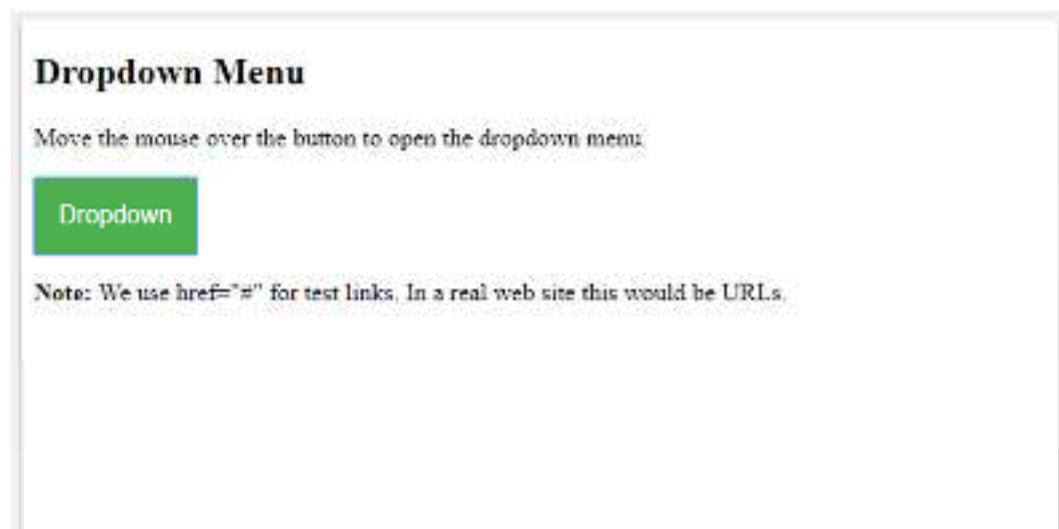 Dropdown Menu
Move the mouse over the button to open the dropdown menu.
Dropdown
Note: We use href="#" for test links. In a real web site this would be URLs.